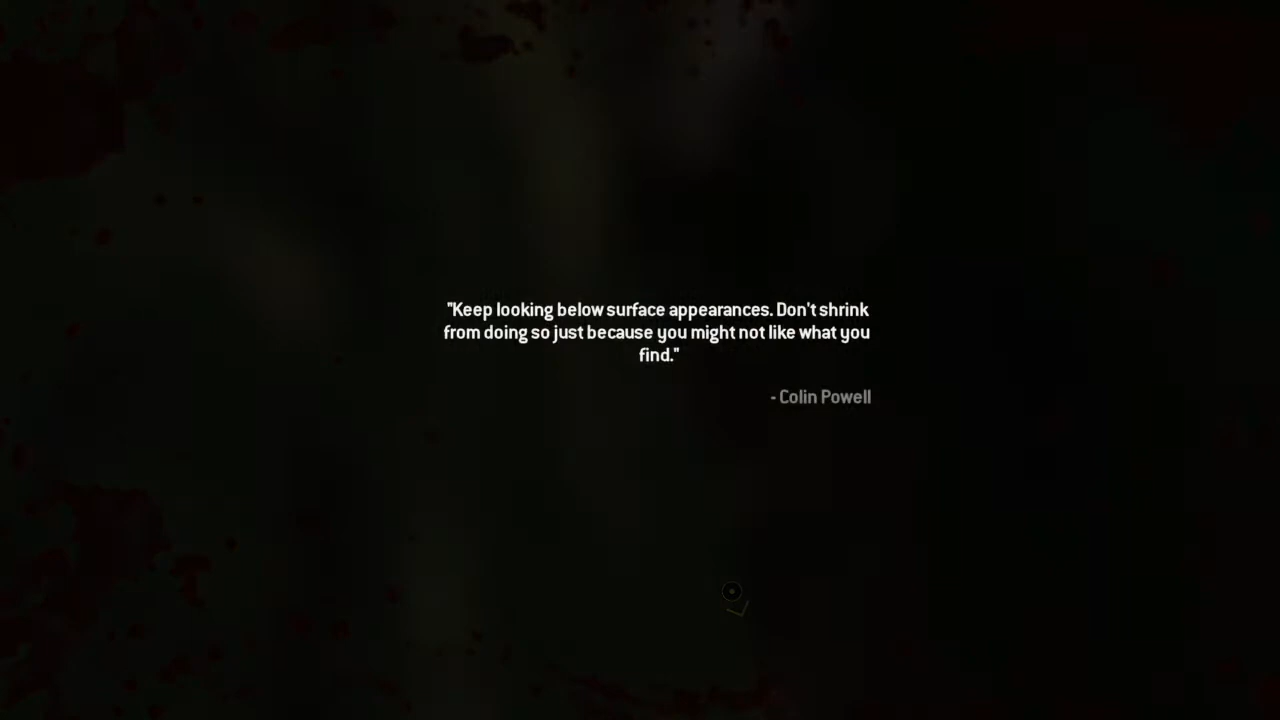 "Keep looking below surface appearances. Don't shrink
from doing so just because you might not like what you
find."
- Colin Powell